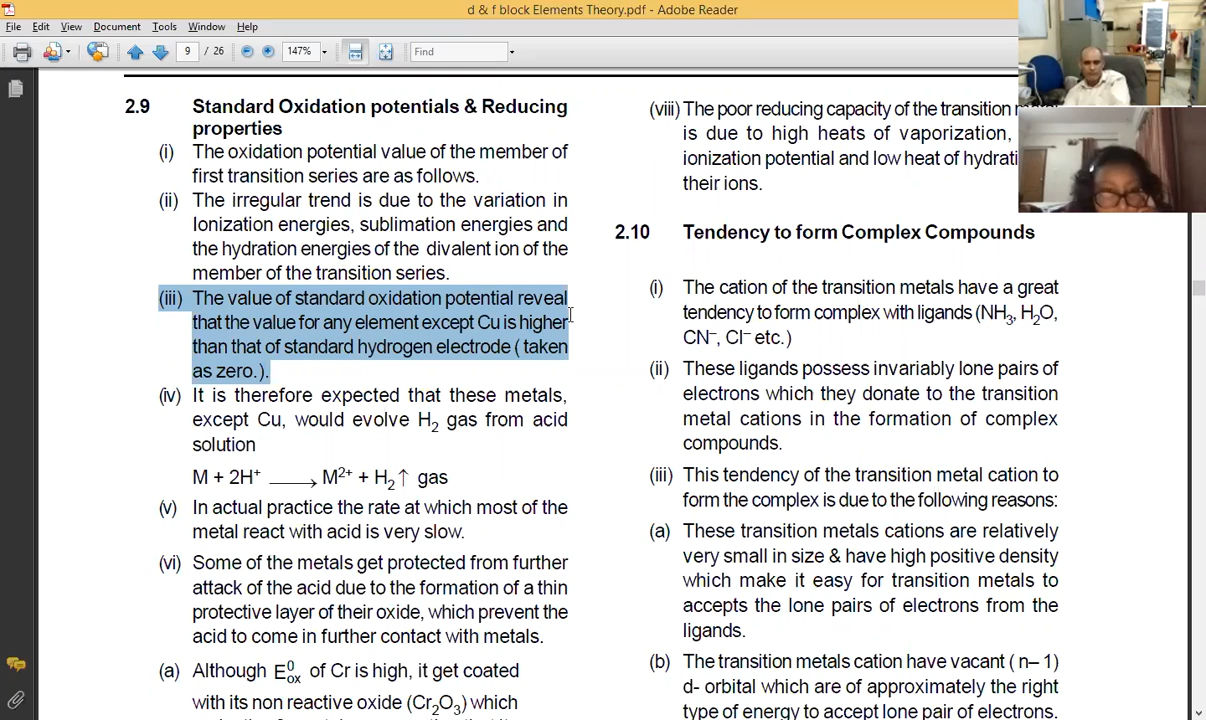 d & f block Elements Theory.pdf - Adobe Reader
File Edit View Document Tools Window Help
9 / 26 147% Find
2.9 Standard Oxidation potentials & Reducing
properties
(i) The oxidation potential value of the member of
first transition series are as follows.
(ii) The irregular trend is due to the variation in
Ionization energies, sublimation energies and
the hydration energies of the divalent ion of the
member of the transition series.
(iii) The value of standard oxidation potential reveal
that the value for any element except Cu is higher
than that of standard hydrogen electrode ( taken
as zero.).
(iv) It is therefore expected that these metals,
except Cu, would evolve H₂ gas from acid
solution
M + 2H⁺ ⟶ M²⁺ + H₂↑ gas
(v) In actual practice the rate at which most of the
metal react with acid is very slow.
(vi) Some of the metals get protected from further
attack of the acid due to the formation of a thin
protective layer of their oxide, which prevent the
acid to come in further contact with metals.
(a) Although E⁰ox of Cr is high, it get coated
with its non reactive oxide (Cr₂O₃) which
(viii) The poor reducing capacity of the transition
is due to high heats of vaporization,
ionization potential and low heat of hydrati
their ions.
2.10 Tendency to form Complex Compounds
(i) The cation of the transition metals have a great
tendency to form complex with ligands (NH₃, H₂O,
CN⁻, Cl⁻ etc.)
(ii) These ligands possess invariably lone pairs of
electrons which they donate to the transition
metal cations in the formation of complex
compounds.
(iii) This tendency of the transition metal cation to
form the complex is due to the following reasons:
(a) These transition metals cations are relatively
very small in size & have high positive density
which make it easy for transition metals to
accepts the lone pairs of electrons from the
ligands.
(b) The transition metals cation have vacant ( n– 1)
d- orbital which are of approximately the right
type of energy to accept lone pair of electrons.